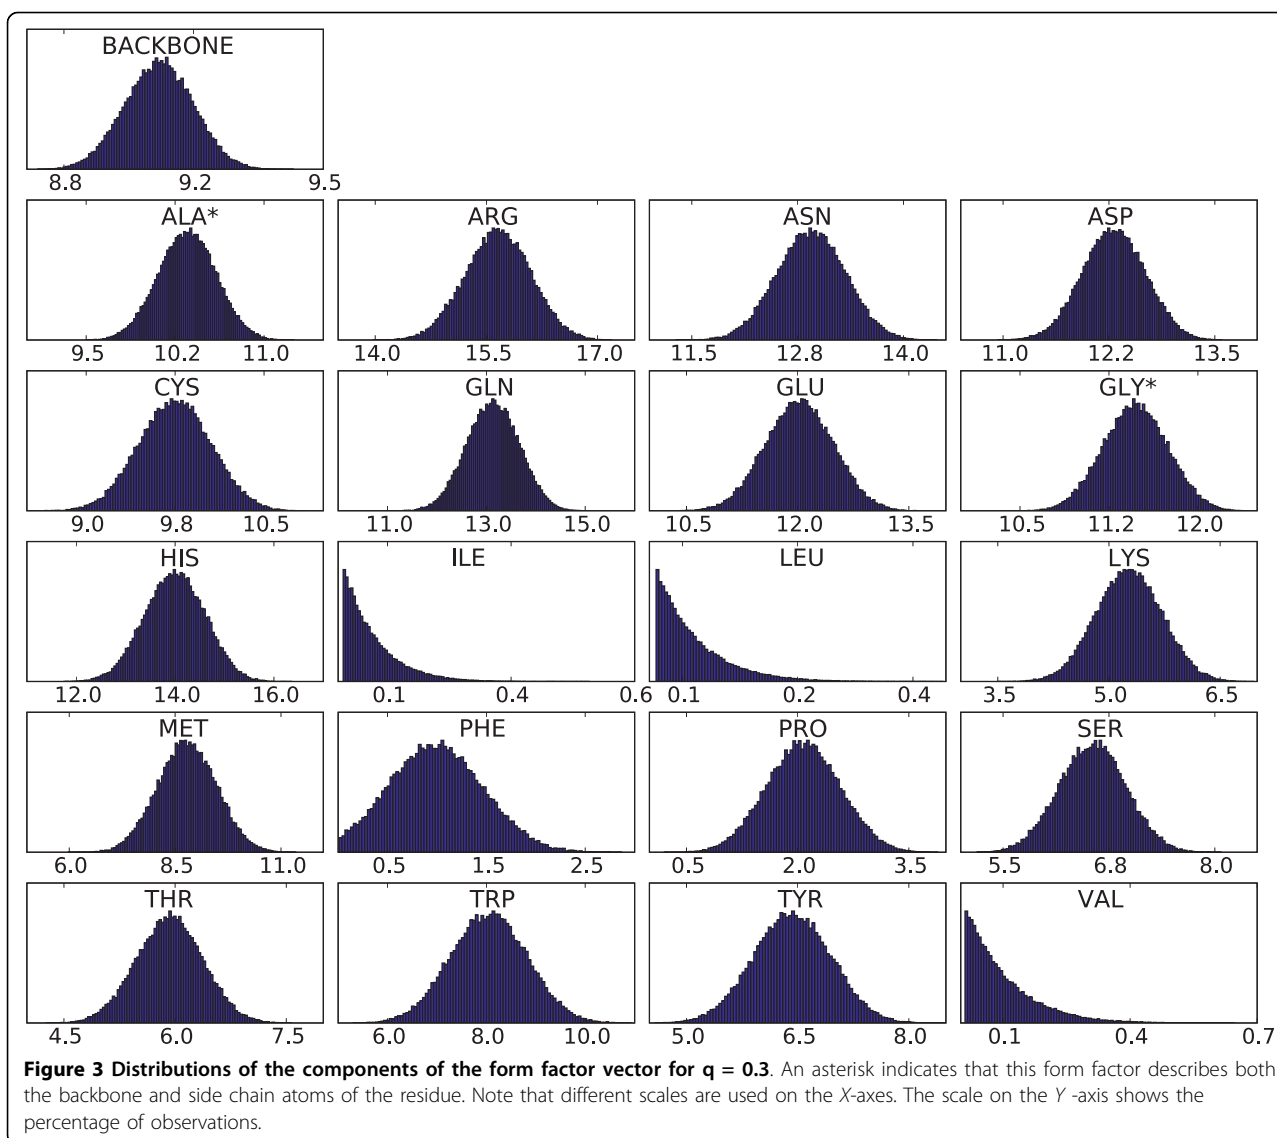 BACKBONE
8.8 9.2 9.5
ALA* ARG ASN ASP
9.5 10.2 11.0 14.0 15.5 17.0 11.5 12.8 14.0 11.0 12.2 13.5
CYS GLN GLU GLY*
9.0 9.8 10.5 11.0 13.0 15.0 10.5 12.0 13.5 10.5 11.2 12.0
HIS ILE LEU LYS
12.0 14.0 16.0 0.1 0.4 0.6 0.1 0.2 0.4 3.5 5.0 6.5
MET PHE PRO SER
6.0 8.5 11.0 0.5 1.5 2.5 0.5 2.0 3.5 5.5 6.8 8.0
THR TRP TYR VAL
4.5 6.0 7.5 6.0 8.0 10.0 5.0 6.5 8.0 0.1 0.4 0.7
Figure 3 Distributions of the components of the form factor vector for q = 0.3. An asterisk indicates that this form factor describes both
the backbone and side chain atoms of the residue. Note that different scales are used on the X-axes. The scale on the Y -axis shows the
percentage of observations.